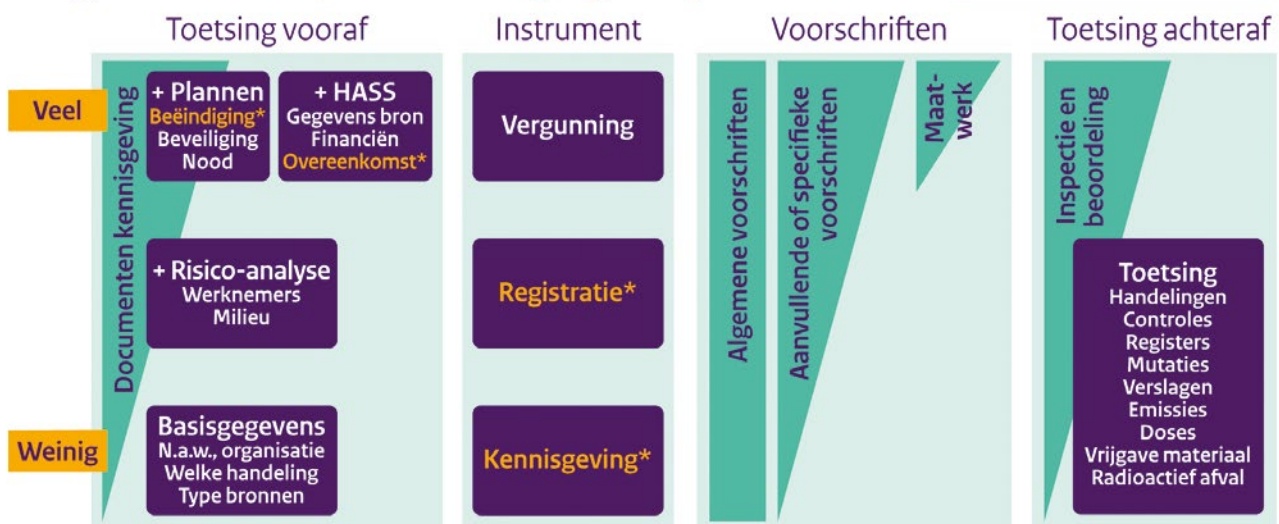 Toetsing vooraf
Instrument
Voorschriften
Toetsing achteraf
Veel
Weinig
Documenten kennisgeving
+ Plannen
Beëindiging*
Beveiliging
Nood
+ HASS
Gegevens bron
Financiën
Overeenkomst*
+ Risico-analyse
Werknemers
Milieu
Basisgegevens
N.a.w., organisatie
Welke handeling
Type bronnen
Vergunning
Registratie*
Kennisgeving*
Algemene voorschriften
Aanvullende of specifieke
voorschriften
Maat-
werk
Inspectie en
beoordeling
Toetsing
Handelingen
Controles
Registers
Mutaties
Verslagen
Emissies
Doses
Vrijgave materiaal
Radioactief afval